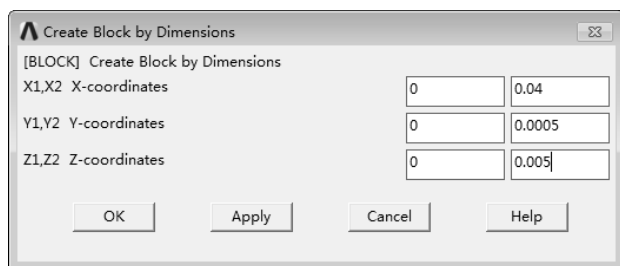 Create Block by Dimensions
[BLOCK] Create Block by Dimensions
X1,X2 X-coordinates 0 0.04
Y1,Y2 Y-coordinates 0 0.0005
Z1,Z2 Z-coordinates 0 0.005
OK Apply Cancel Help